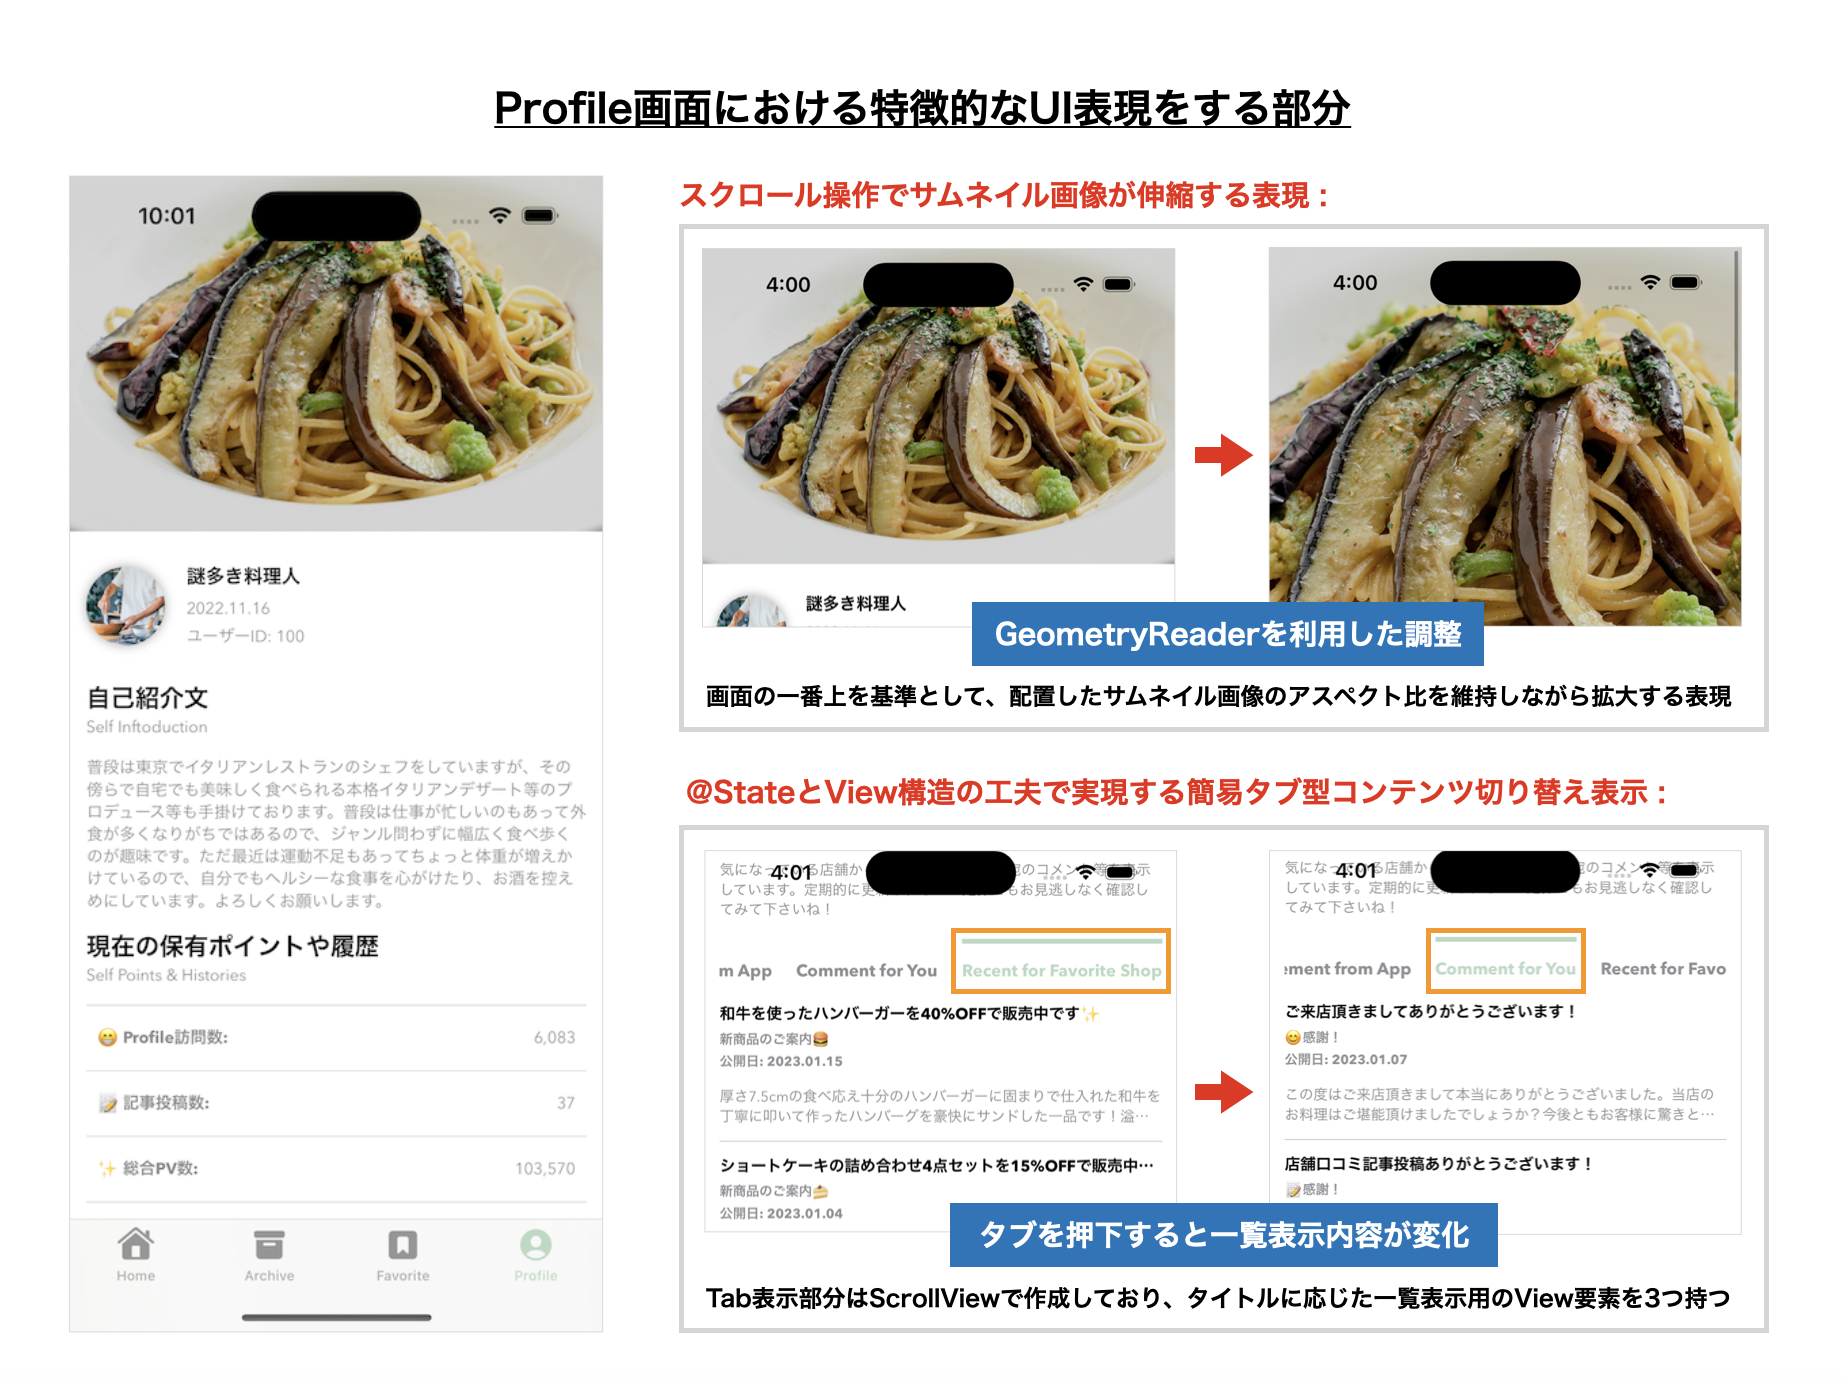 Profile画面における特徴的なUI表現をする部分
10:01
謎多き料理人
2022.11.16
ユーザーID: 100
自己紹介文
Self Inftoduction
普段は東京でイタリアンレストランのシェフをしていますが、その
傍らで自宅でも美味しく食べられる本格イタリアンデザート等のプ
ロデュース等も手掛けております。普段は仕事が忙しいのもあって外
食が多くなりがちではあるので、ジャンル問わずに幅広く食べ歩く
のが趣味です。ただ最近は運動不足もあってちょっと体重が増えか
けているので、自分でもヘルシーな食事を心がけたり、お酒を控え
めにしています。よろしくお願いします。
現在の保有ポイントや履歴
Self Points & Histories
😁 Profile訪問数: 6,083
📝 記事投稿数: 37
✨ 総合PV数: 103,570
Home Archive Favorite Profile
スクロール操作でサムネイル画像が伸縮する表現：
4:00
謎多き料理人
4:00
GeometryReaderを利用した調整
画面の一番上を基準として、配置したサムネイル画像のアスペクト比を維持しながら拡大する表現
@StateとView構造の工夫で実現する簡易タブ型コンテンツ切り替え表示：
4:01
気になっている店舗か
のコメント等を表示
しています。定期的に更
もお見逃しなく確認し
てみて下さいね！
m App Comment for You Recent for Favorite Shop
和牛を使ったハンバーガーを40%OFFで販売中です✨
新商品のご案内🍔
公開日: 2023.01.15
厚さ7.5cmの食べ応え十分のハンバーガーに固まりで仕入れた和牛を
丁寧に叩いて作ったハンバーグを豪快にサンドした一品です！溢…
ショートケーキの詰め合わせ4点セットを15%OFFで販売中…
新商品のご案内🍰
公開日: 2023.01.04
4:01
気になっている店舗か
のコメント等を表示
しています。定期的に更
もお見逃しなく確認し
てみて下さいね！
ement from App Comment for You Recent for Favo
ご来店頂きましてありがとうございます！
😊感謝！
公開日: 2023.01.07
この度はご来店頂きまして本当にありがとうございました。当店の
お料理はご堪能頂けましたでしょうか？今後ともお客様に驚きと…
店舗口コミ記事投稿ありがとうございます！
📝感謝！
タブを押下すると一覧表示内容が変化
Tab表示部分はScrollViewで作成しており、タイトルに応じた一覧表示用のView要素を3つ持つ